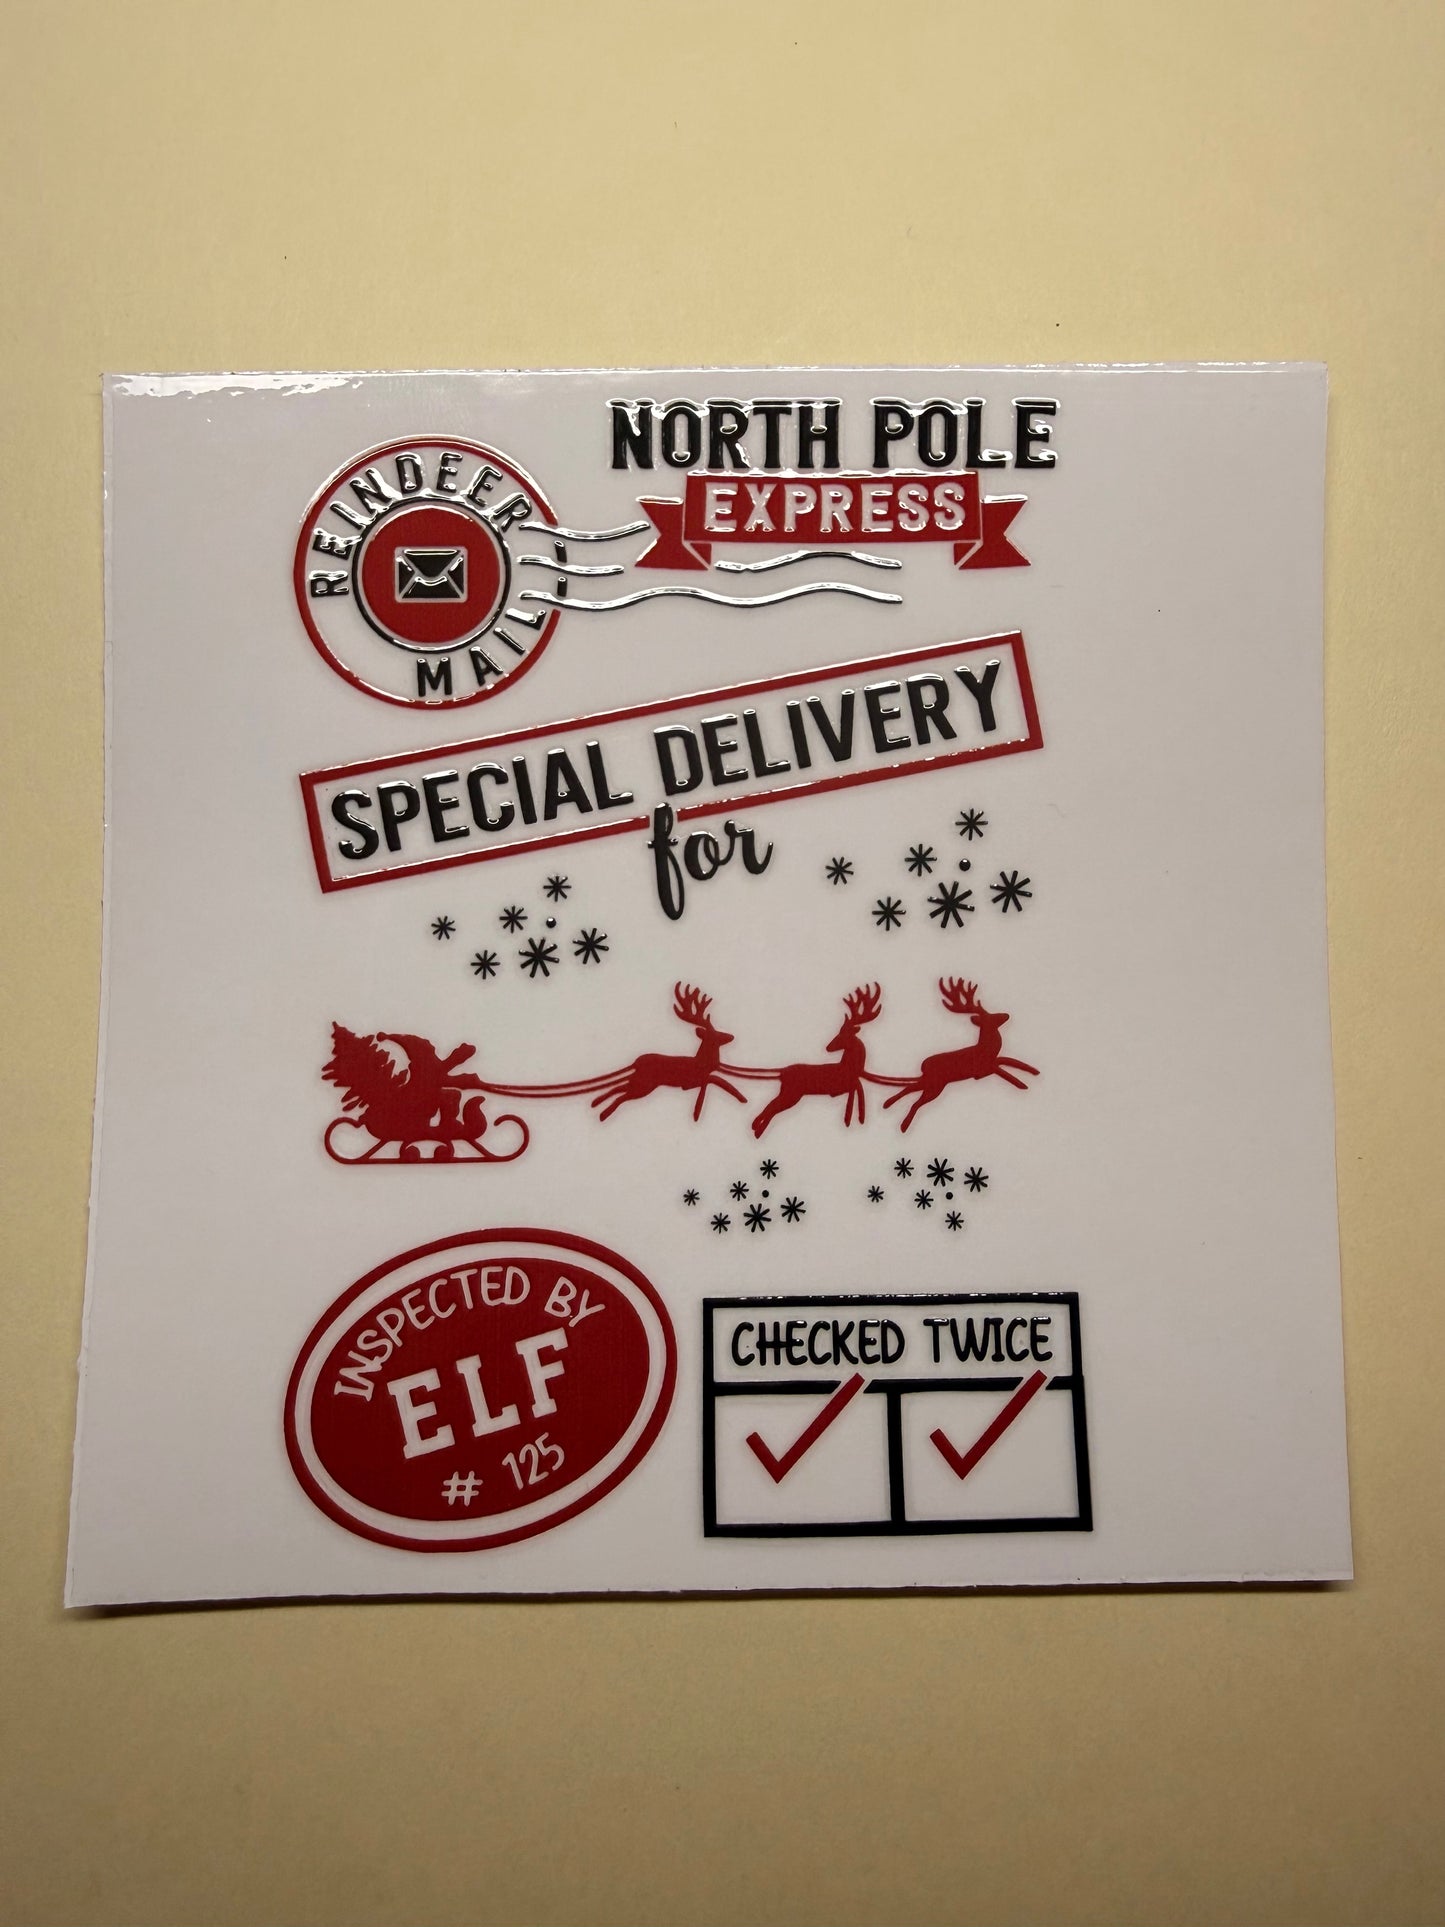 NORTH POLE
EXPRESS
REINDEER
MAIL
SPECIAL DELIVERY
for
INSPECTED BY
ELF
# 125
CHECKED TWICE